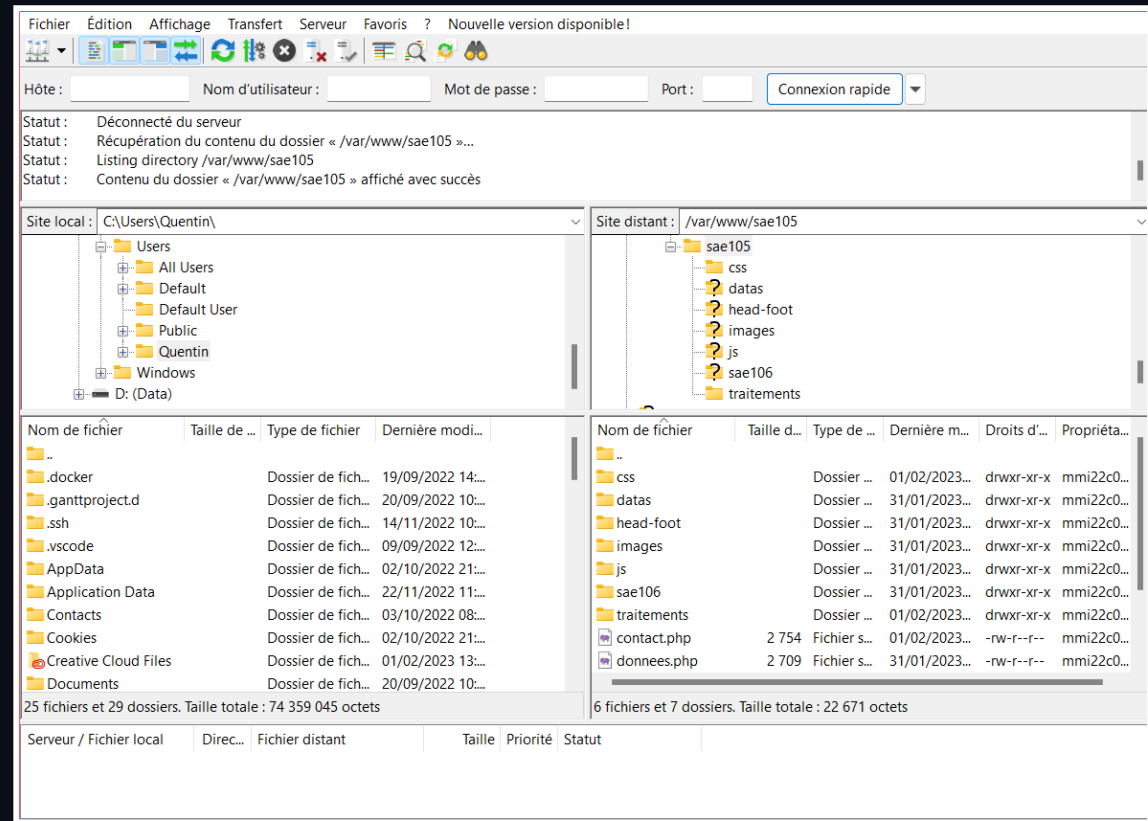 Fichier Édition Affichage Transfert Serveur Favoris ? Nouvelle version disponible!
Hôte : Nom d'utilisateur : Mot de passe : Port : Connexion rapide
Statut : Déconnecté du serveur
Statut : Récupération du contenu du dossier « /var/www/sae105 »...
Statut : Listing directory /var/www/sae105
Statut : Contenu du dossier « /var/www/sae105 » affiché avec succès
Site local : C:\Users\Quentin\
Users
All Users
Default
Default User
Public
Quentin
Windows
D: (Data)
Site distant : /var/www/sae105
sae105
css
datas
head-foot
images
js
sae106
traitements
Nom de fichier Taille de ... Type de fichier Dernière modi...
..
.docker Dossier de fich... 19/09/2022 14:...
.ganttproject.d Dossier de fich... 20/09/2022 10:...
.ssh Dossier de fich... 14/11/2022 10:...
.vscode Dossier de fich... 09/09/2022 12:...
AppData Dossier de fich... 02/10/2022 21:...
Application Data Dossier de fich... 22/11/2022 11:...
Contacts Dossier de fich... 03/10/2022 08:...
Cookies Dossier de fich... 02/10/2022 21:...
Creative Cloud Files Dossier de fich... 01/02/2023 13:...
Documents Dossier de fich... 20/09/2022 10:...
25 fichiers et 29 dossiers. Taille totale : 74 359 045 octets
Nom de fichier Taille d... Type de ... Dernière m... Droits d'... Propriéta...
..
css Dossier ... 01/02/2023... drwxr-xr-x mmi22c0...
datas Dossier ... 31/01/2023... drwxr-xr-x mmi22c0...
head-foot Dossier ... 31/01/2023... drwxr-xr-x mmi22c0...
images Dossier ... 31/01/2023... drwxr-xr-x mmi22c0...
js Dossier ... 31/01/2023... drwxr-xr-x mmi22c0...
sae106 Dossier ... 31/01/2023... drwxr-xr-x mmi22c0...
traitements Dossier ... 01/02/2023... drwxr-xr-x mmi22c0...
contact.php 2 754 Fichier s... 01/02/2023... -rw-r--r-- mmi22c0...
donnees.php 2 709 Fichier s... 31/01/2023... -rw-r--r-- mmi22c0...
6 fichiers et 7 dossiers. Taille totale : 22 671 octets
Serveur / Fichier local Direc... Fichier distant Taille Priorité Statut